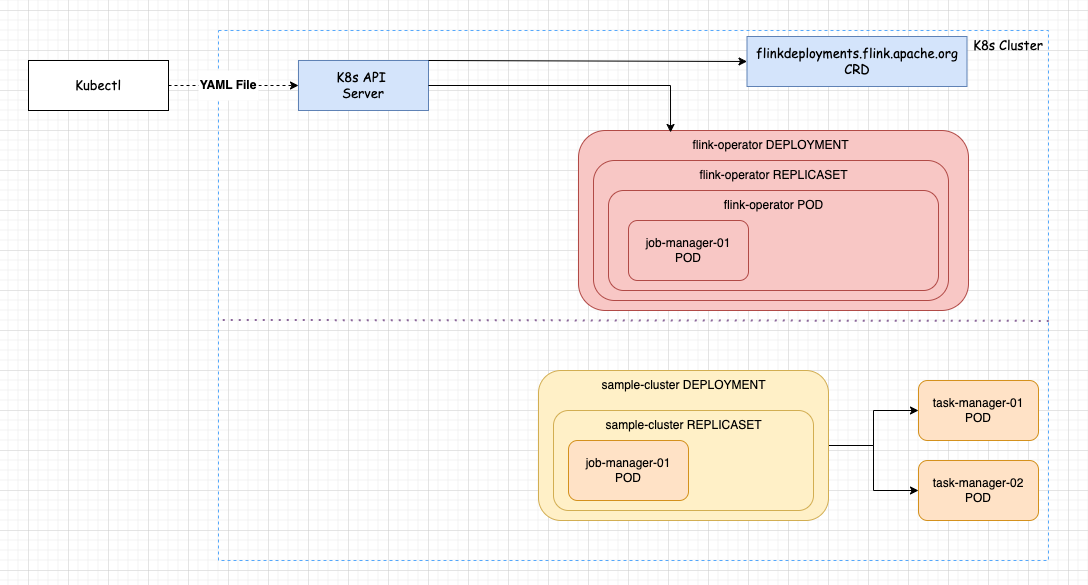 flinkdeployments.flink.apache.org
CRD
K8s Cluster
Kubectl
YAML File
K8s API
Server
flink-operator DEPLOYMENT
flink-operator REPLICASET
flink-operator POD
job-manager-01
POD
sample-cluster DEPLOYMENT
sample-cluster REPLICASET
job-manager-01
POD
task-manager-01
POD
task-manager-02
POD